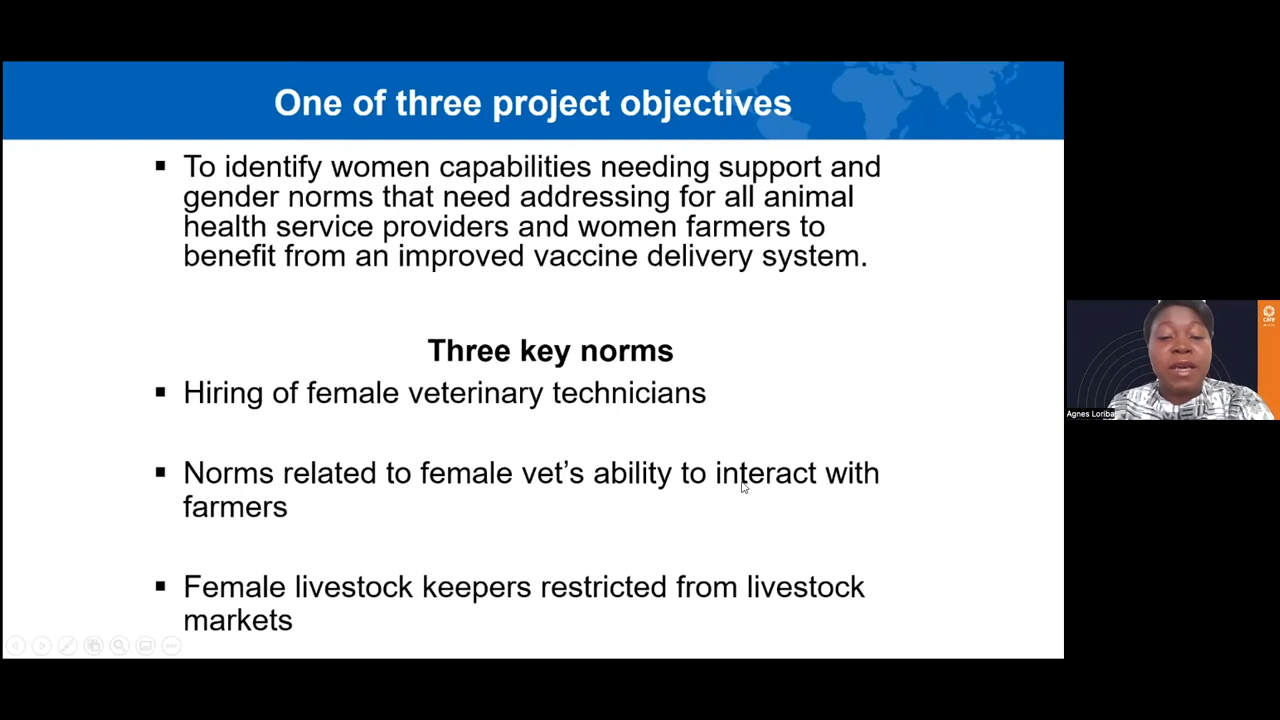 One of three project objectives
▪ To identify women capabilities needing support and
gender norms that need addressing for all animal
health service providers and women farmers to
benefit from an improved vaccine delivery system.
Three key norms
▪ Hiring of female veterinary technicians
▪ Norms related to female vet’s ability to interact with
farmers
▪ Female livestock keepers restricted from livestock
markets
care
Agnes Loriba